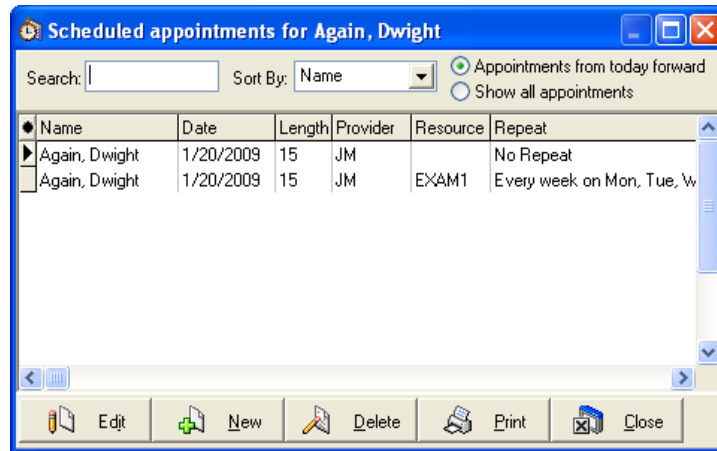 Scheduled appointments for Again, Dwight
Search: Sort By: Name Appointments from today forward
Show all appointments
Name Date Length Provider Resource Repeat
Again, Dwight 1/20/2009 15 JM No Repeat
Again, Dwight 1/20/2009 15 JM EXAM1 Every week on Mon, Tue, W
Edit New Delete Print Close